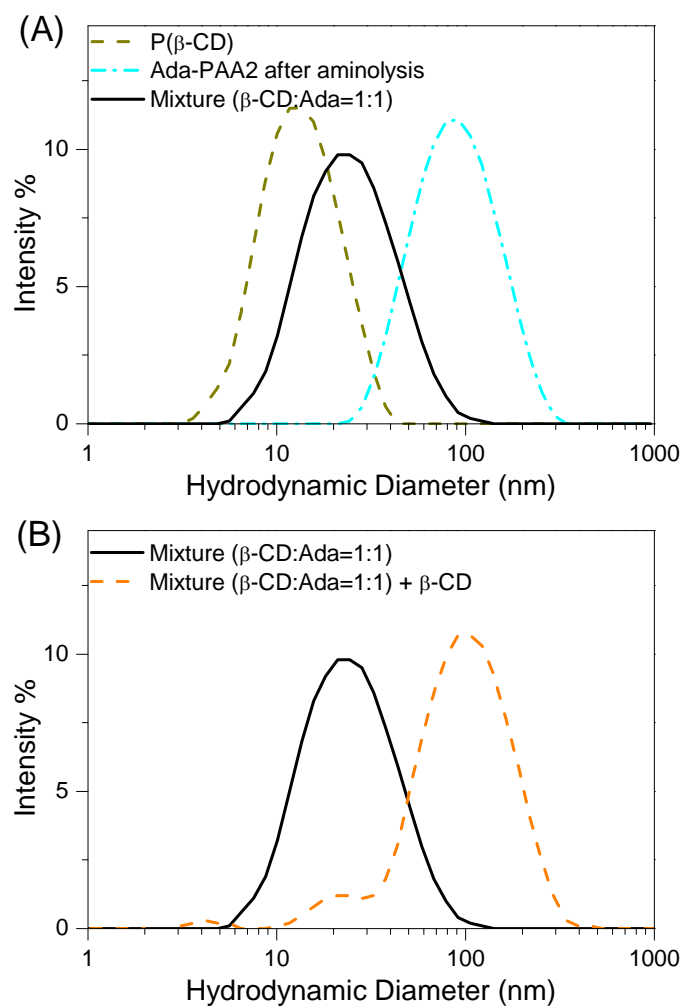 (A)
P(β-CD)
Ada-PAA2 after aminolysis
Mixture (β-CD:Ada=1:1)
Intensity %
10
5
0
1 10 100 1000
Hydrodynamic Diameter (nm)
(B)
Mixture (β-CD:Ada=1:1)
Mixture (β-CD:Ada=1:1) + β-CD
Intensity %
10
5
0
1 10 100 1000
Hydrodynamic Diameter (nm)